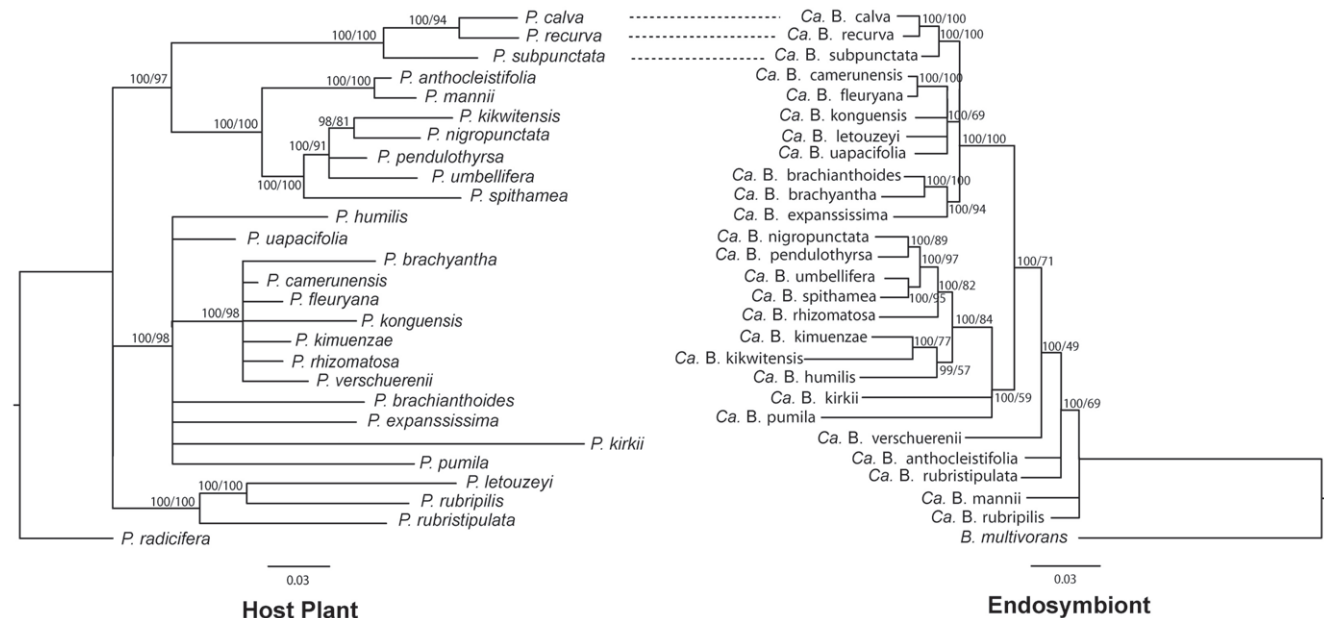 100/94
P. calva
P. recurva
100/100
P. subpunctata
100/97
P. anthocleistifolia
100/100
P. mannii
100/100
P. kikwitensis
98/81
P. nigropunctata
100/91
P. pendulothyrsa
P. umbellifera
100/100
P. spithamea
P. humilis
P. uapacifolia
P. brachyantha
P. camerunensis
P. fleuryana
100/98
P. konguensis
100/98
P. kimuenzae
P. rhizomatosa
P. verschuerenii
P. brachianthoides
P. expanssissima
P. kirkii
P. pumila
P. letouzeyi
100/100
P. rubripilis
100/100
P. rubristipulata
P. radicifera
0.03
Host Plant
Ca. B. calva
100/100
Ca. B. recurva
100/100
Ca. B. subpunctata
Ca. B. camerunensis
100/100
Ca. B. fleuryana
Ca. B. konguensis
100/69
Ca. B. letouzeyi
100/100
Ca. B. uapacifolia
Ca. B. brachianthoides
100/100
Ca. B. brachyantha
100/94
Ca. B. expanssissima
Ca. B. nigropunctata
100/89
Ca. B. pendulothyrsa
100/97
100/71
Ca. B. umbellifera
100/82
Ca. B. spithamea
100/95
Ca. B. rhizomatosa
100/84
Ca. B. kimuenzae
100/77
100/49
Ca. B. kikwitensis
99/57
Ca. B. humilis
Ca. B. kirkii
100/59
100/69
Ca. B. pumila
Ca. B. verschuerenii
Ca. B. anthocleistifolia
Ca. B. rubristipulata
Ca. B. mannii
Ca. B. rubripilis
B. multivorans
0.03
Endosymbiont